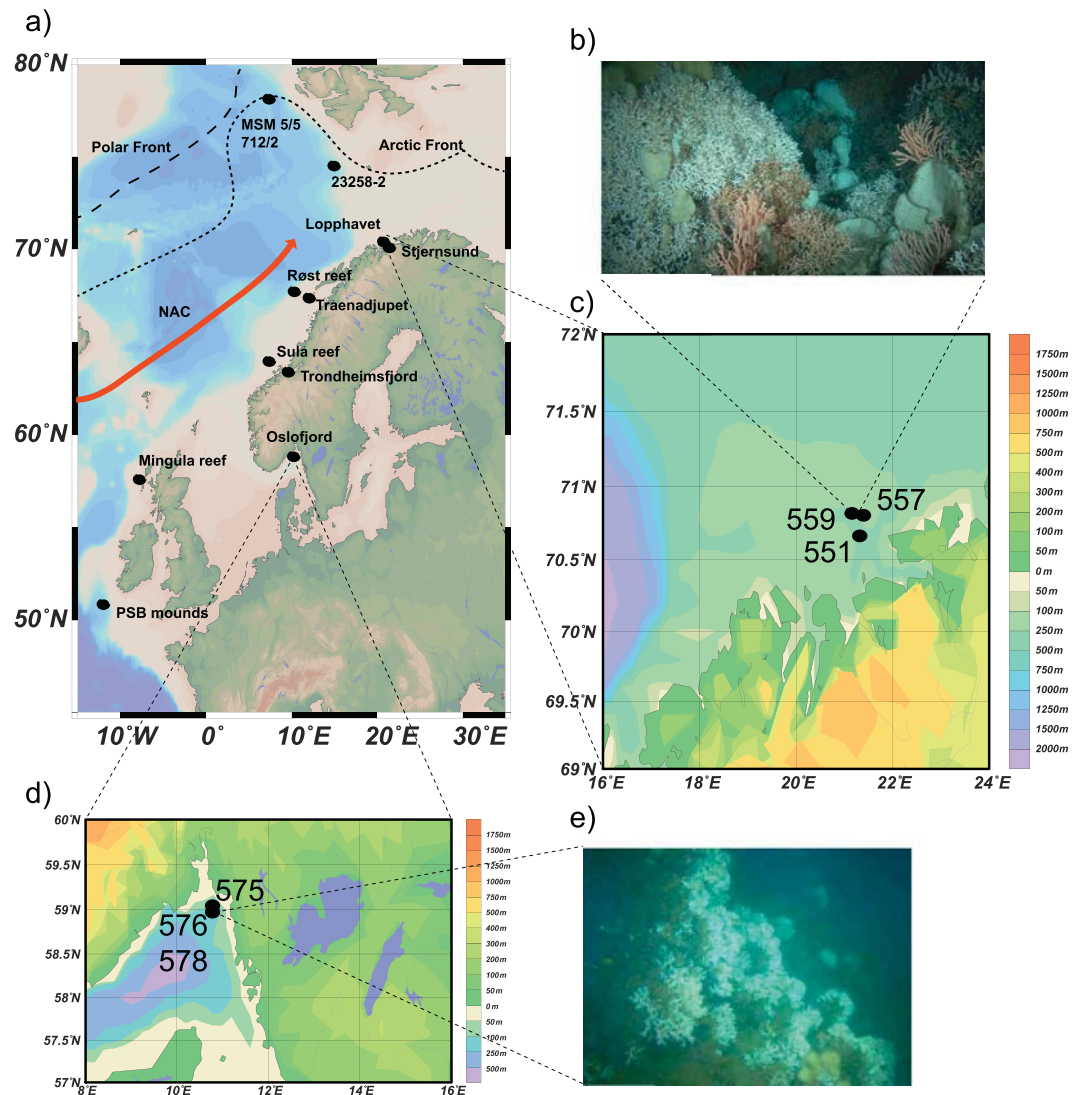 a)
80°N
70°N
60°N
50°N
10°W
0°
10°E
20°E
30°E
Polar Front
MSM 5/5
712/2
Arctic Front
23258-2
Lopphavet
Stjernsund
Røst reef
Traenadjupet
NAC
Sula reef
Trondheimsfjord
Oslofjord
Mingula reef
PSB mounds
b)
c)
72°N
71.5°N
71°N
70.5°N
70°N
69.5°N
69°N
16°E
18°E
20°E
22°E
24°E
557
559
551
1750m
1500m
1250m
1000m
750m
500m
400m
300m
200m
100m
50m
0m
50m
100m
250m
500m
750m
1000m
1250m
1500m
2000m
d)
60°N
59.5°N
59°N
58.5°N
58°N
57.5°N
57°N
8°E
10°E
12°E
14°E
16°E
575
576
578
1750m
1500m
1250m
1000m
750m
500m
400m
300m
200m
100m
50m
0m
50m
100m
250m
500m
e)